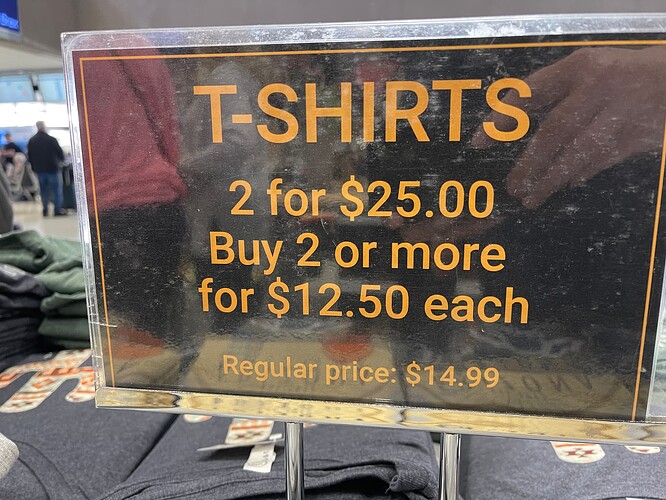 T-SHIRTS
2 for $25.00
Buy 2 or more
for $12.50 each
Regular price: $14.99